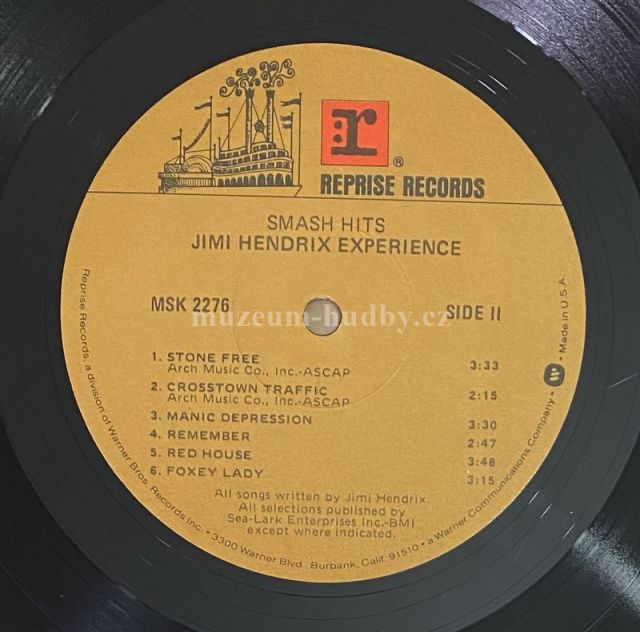 r
®
REPRISE RECORDS
SMASH HITS
JIMI HENDRIX EXPERIENCE
MSK 2276
SIDE II
muzeum-hudby.cz
1. STONE FREE 3:33
Arch Music Co., Inc.-ASCAP
2. CROSSTOWN TRAFFIC 2:15
Arch Music Co., Inc.-ASCAP
3. MANIC DEPRESSION 3:30
4. REMEMBER 2:47
5. RED HOUSE 3:48
6. FOXEY LADY 3:15
All songs written by Jimi Hendrix.
All selections published by
Sea-Lark Enterprises Inc.-BMI
except where indicated.
Reprise Records, a division of Warner Bros. Records Inc. • 3300 Warner Blvd., Burbank, Calif. 91510 • a Warner Communications Company • W • Made in U.S.A.